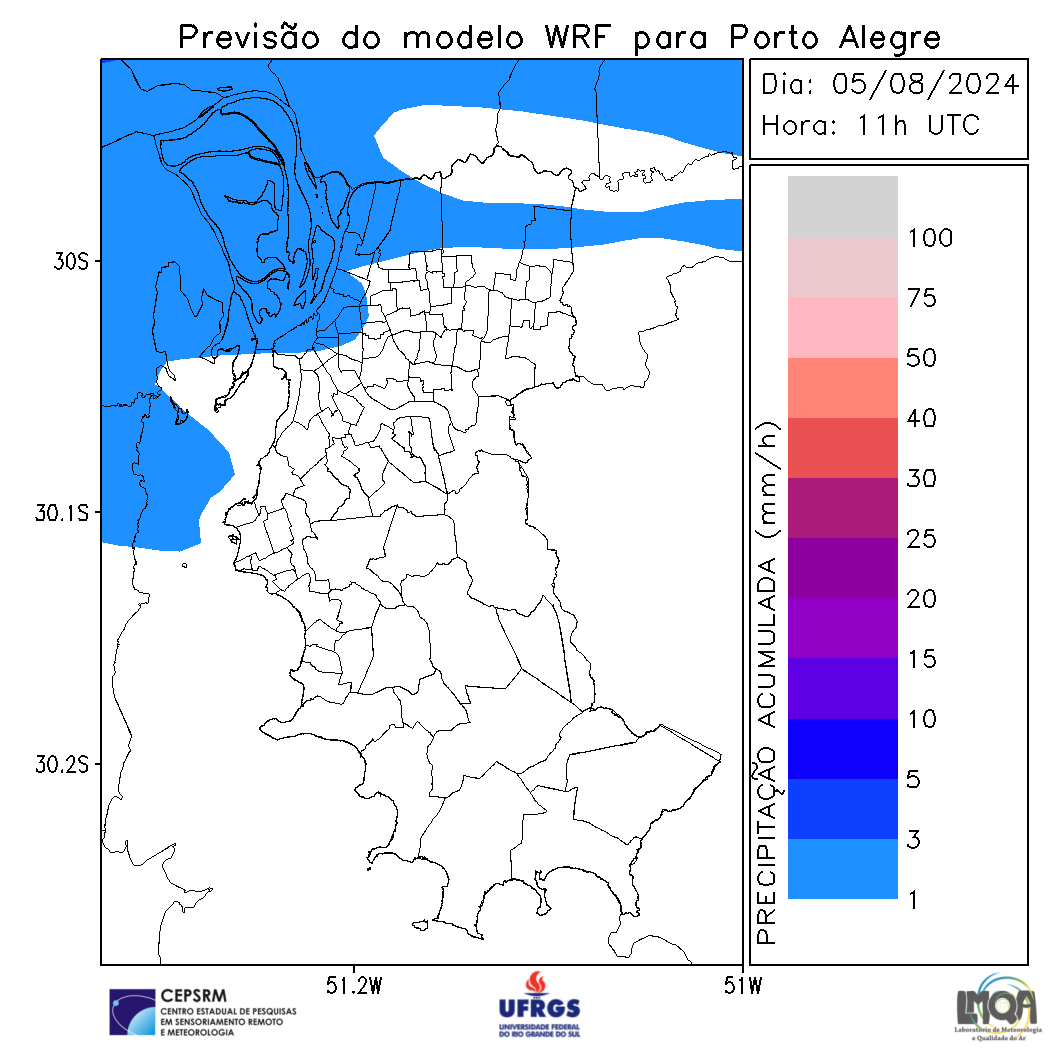 Previsão do modelo WRF para Porto Alegre
Dia: 05/08/2024
Hora: 11h UTC
30S
30.1S
30.2S
51.2W
51W
PRECIPITAÇÃO ACUMULADA (mm/h)
100
75
50
40
30
25
20
15
10
5
3
1
CEPSRM
CENTRO ESTADUAL DE PESQUISAS
EM SENSORIAMENTO REMOTO
E METEOROLOGIA
UFRGS
UNIVERSIDADE FEDERAL
DO RIO GRANDE DO SUL
LMQA
Laboratório de Meteorologia
e Qualidade do Ar